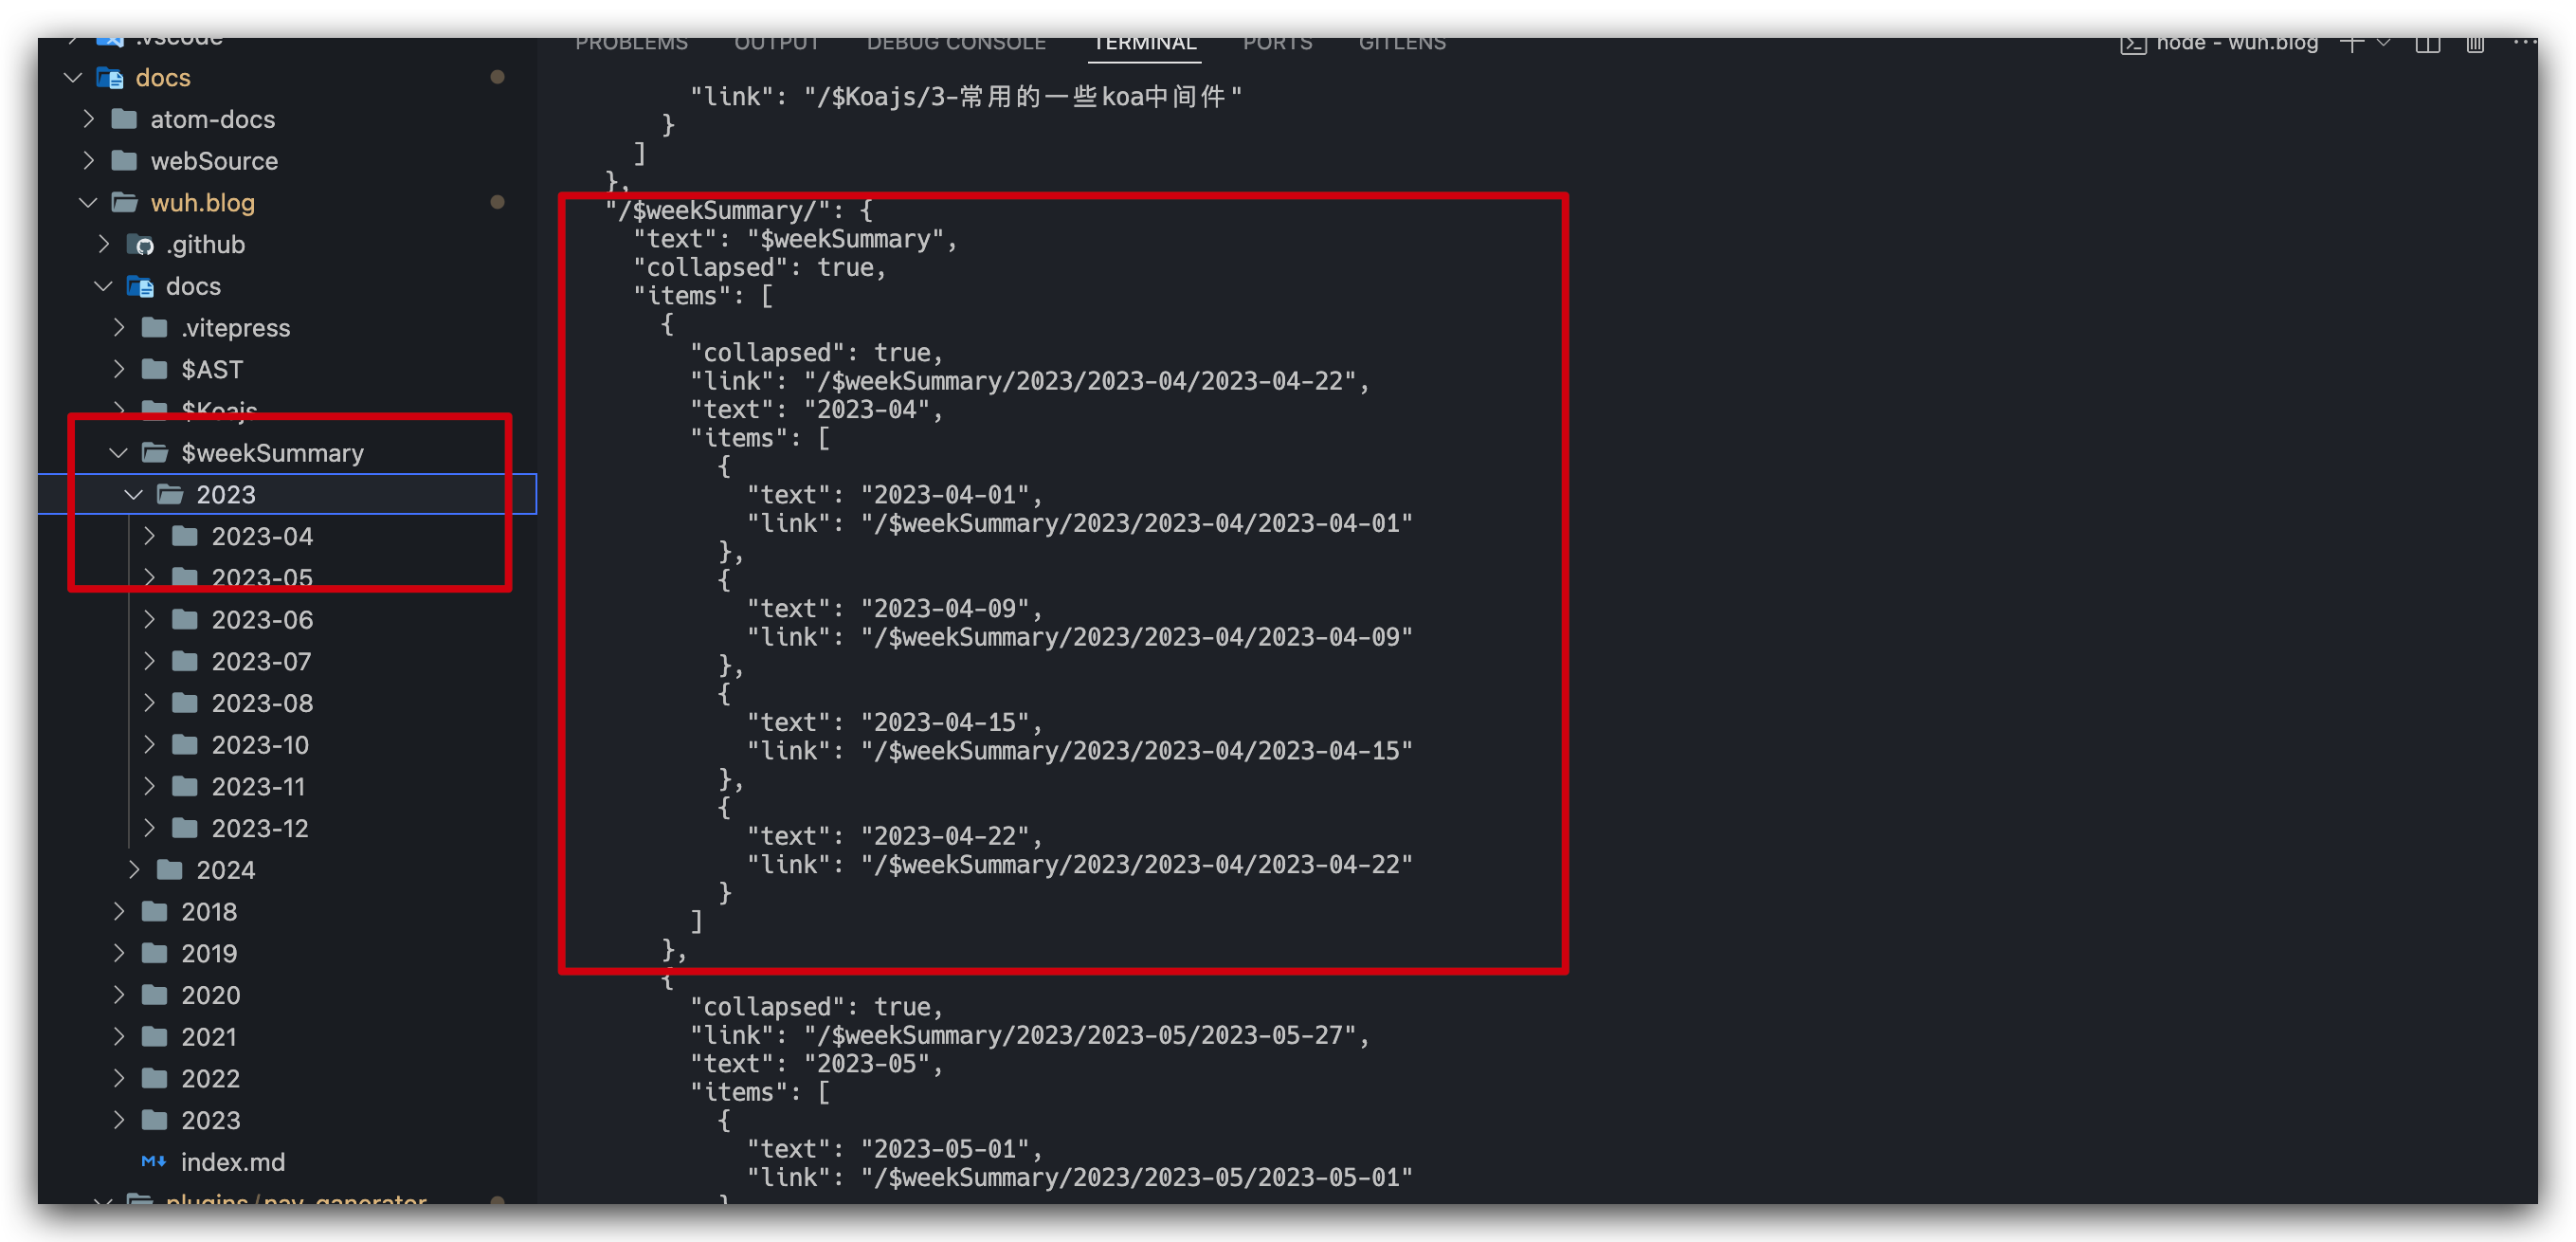 .vscode
docs
atom-docs
webSource
wuh.blog
.github
docs
.vitepress
$AST
$Koajs
$weekSummary
2023
2023-04
2023-05
2023-06
2023-07
2023-08
2023-10
2023-11
2023-12
2024
2018
2019
2020
2021
2022
2023
index.md
plugins/nav_ganerator
PROBLEMS OUTPUT DEBUG CONSOLE TERMINAL PORTS GITLENS
node - wuh.blog
"link": "/$Koajs/3-常用的一些koa中间件"
}
]
},
"/$weekSummary/": {
"text": "$weekSummary",
"collapsed": true,
"items": [
{
"collapsed": true,
"link": "/$weekSummary/2023/2023-04/2023-04-22",
"text": "2023-04",
"items": [
{
"text": "2023-04-01",
"link": "/$weekSummary/2023/2023-04/2023-04-01"
},
{
"text": "2023-04-09",
"link": "/$weekSummary/2023/2023-04/2023-04-09"
},
{
"text": "2023-04-15",
"link": "/$weekSummary/2023/2023-04/2023-04-15"
},
{
"text": "2023-04-22",
"link": "/$weekSummary/2023/2023-04/2023-04-22"
}
]
},
{
"collapsed": true,
"link": "/$weekSummary/2023/2023-05/2023-05-27",
"text": "2023-05",
"items": [
{
"text": "2023-05-01",
"link": "/$weekSummary/2023/2023-05/2023-05-01"
}